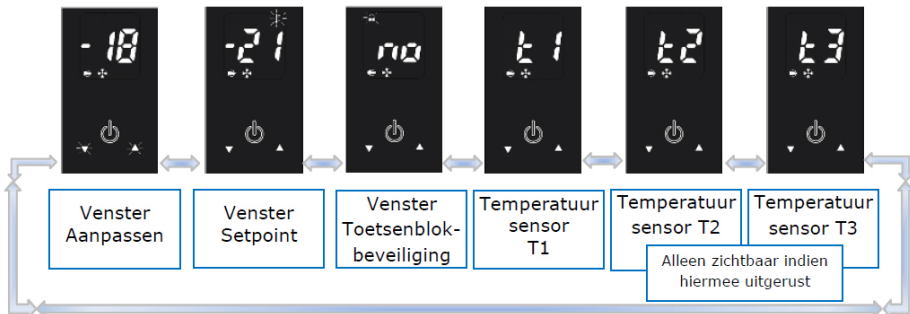 -18
-21
no
t1
t2
t3
Venster
Aanpassen
Venster
Setpoint
Venster
Toetsenblok-
beveiliging
Temperatuur
sensor
T1
Temperatuur
sensor T2
Temperatuur
sensor T3
Alleen zichtbaar indien
hiermee uitgerust